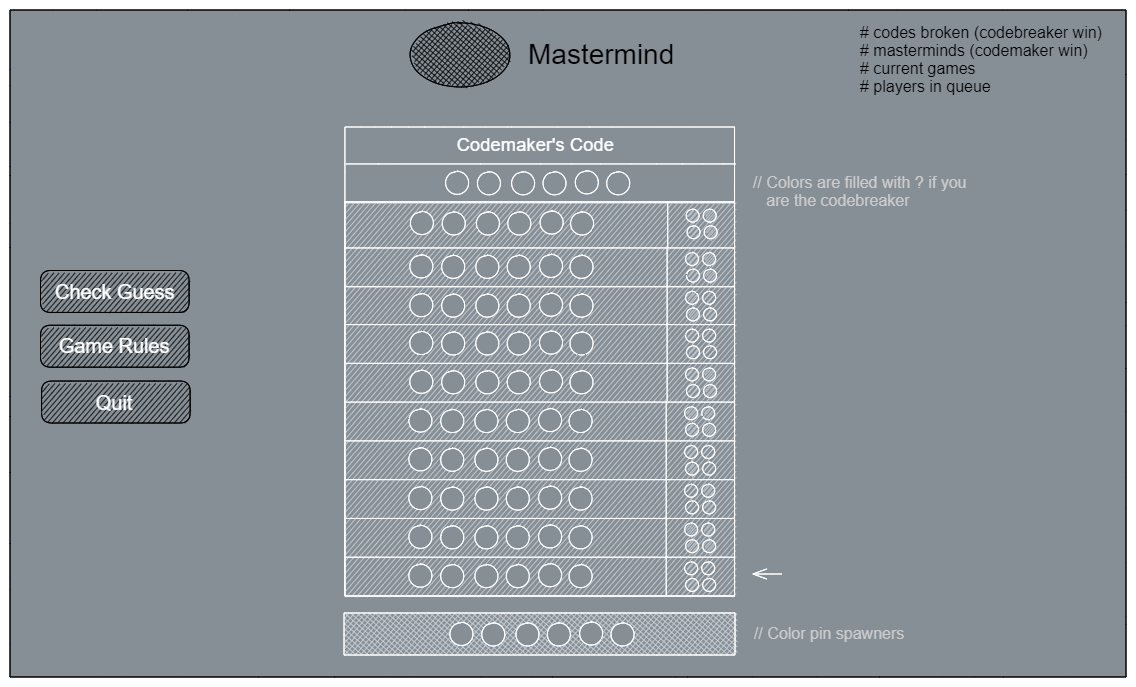 Mastermind
# codes broken (codebreaker win)
# masterminds (codemaker win)
# current games
# players in queue
Codemaker's Code
// Colors are filled with ? if you
are the codebreaker
Check Guess
Game Rules
Quit
// Color pin spawners